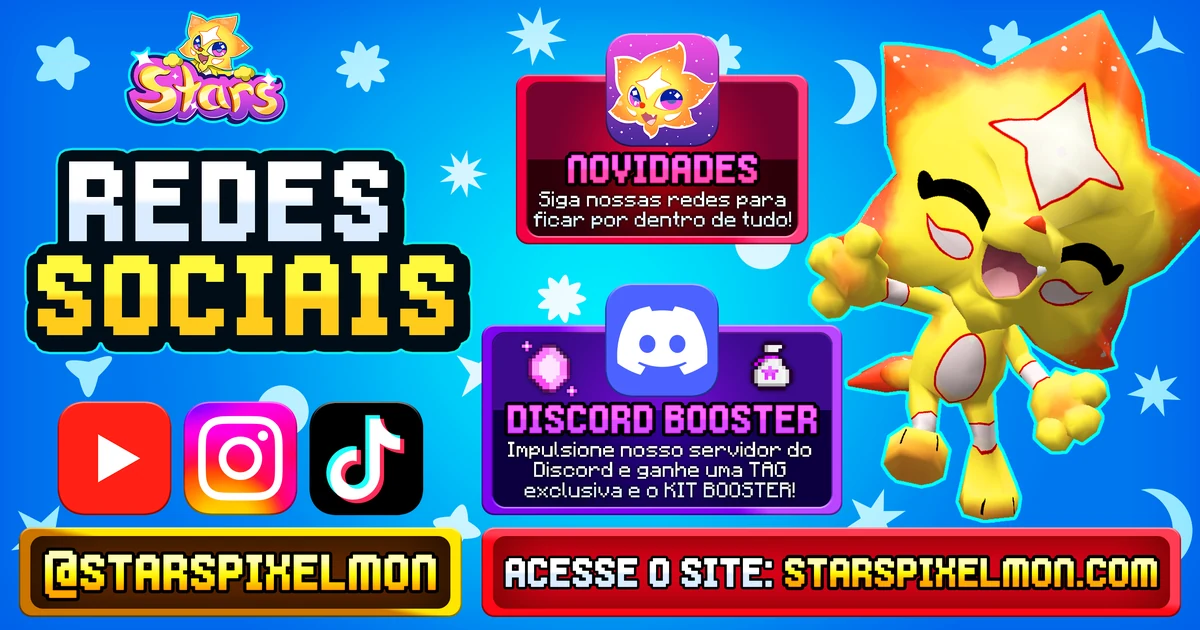 Stars
REDES
SOCIAIS
NOVIDADES
Siga nossas redes para
ficar por dentro de tudo!
DISCORD BOOSTER
Impulsione nosso servidor do
Discord e ganhe uma TAG
exclusiva e o KIT BOOSTER!
@STARSPIXELMON
ACESSE O SITE: STARSPIXELMON.COM